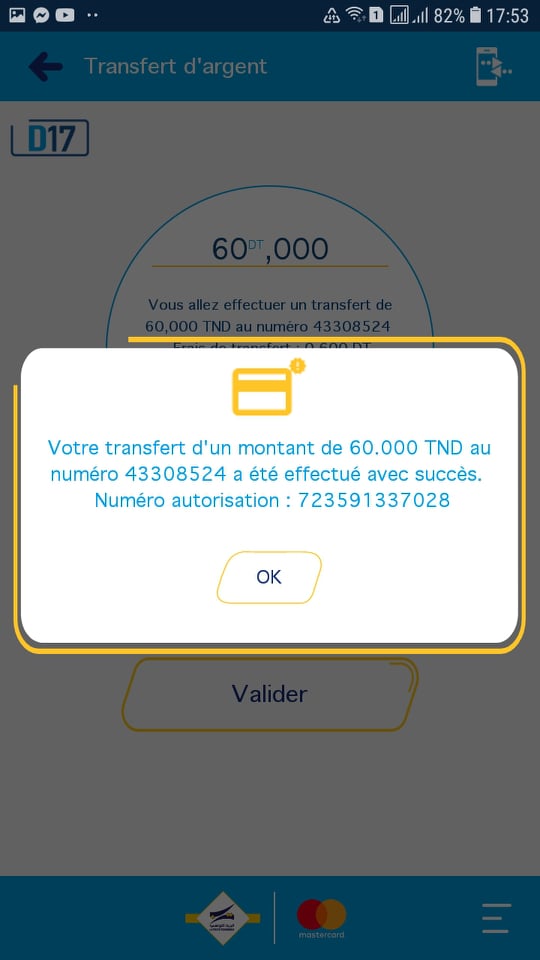 1 82% 17:53
Transfert d'argent
D17
60DT,000
Vous allez effectuer un transfert de
60,000 TND au numéro 43308524
Frais de transfert : 0,600 DT
Votre transfert d'un montant de 60.000 TND au
numéro 43308524 a été effectué avec succès.
Numéro autorisation : 723591337028
OK
Valider
mastercard